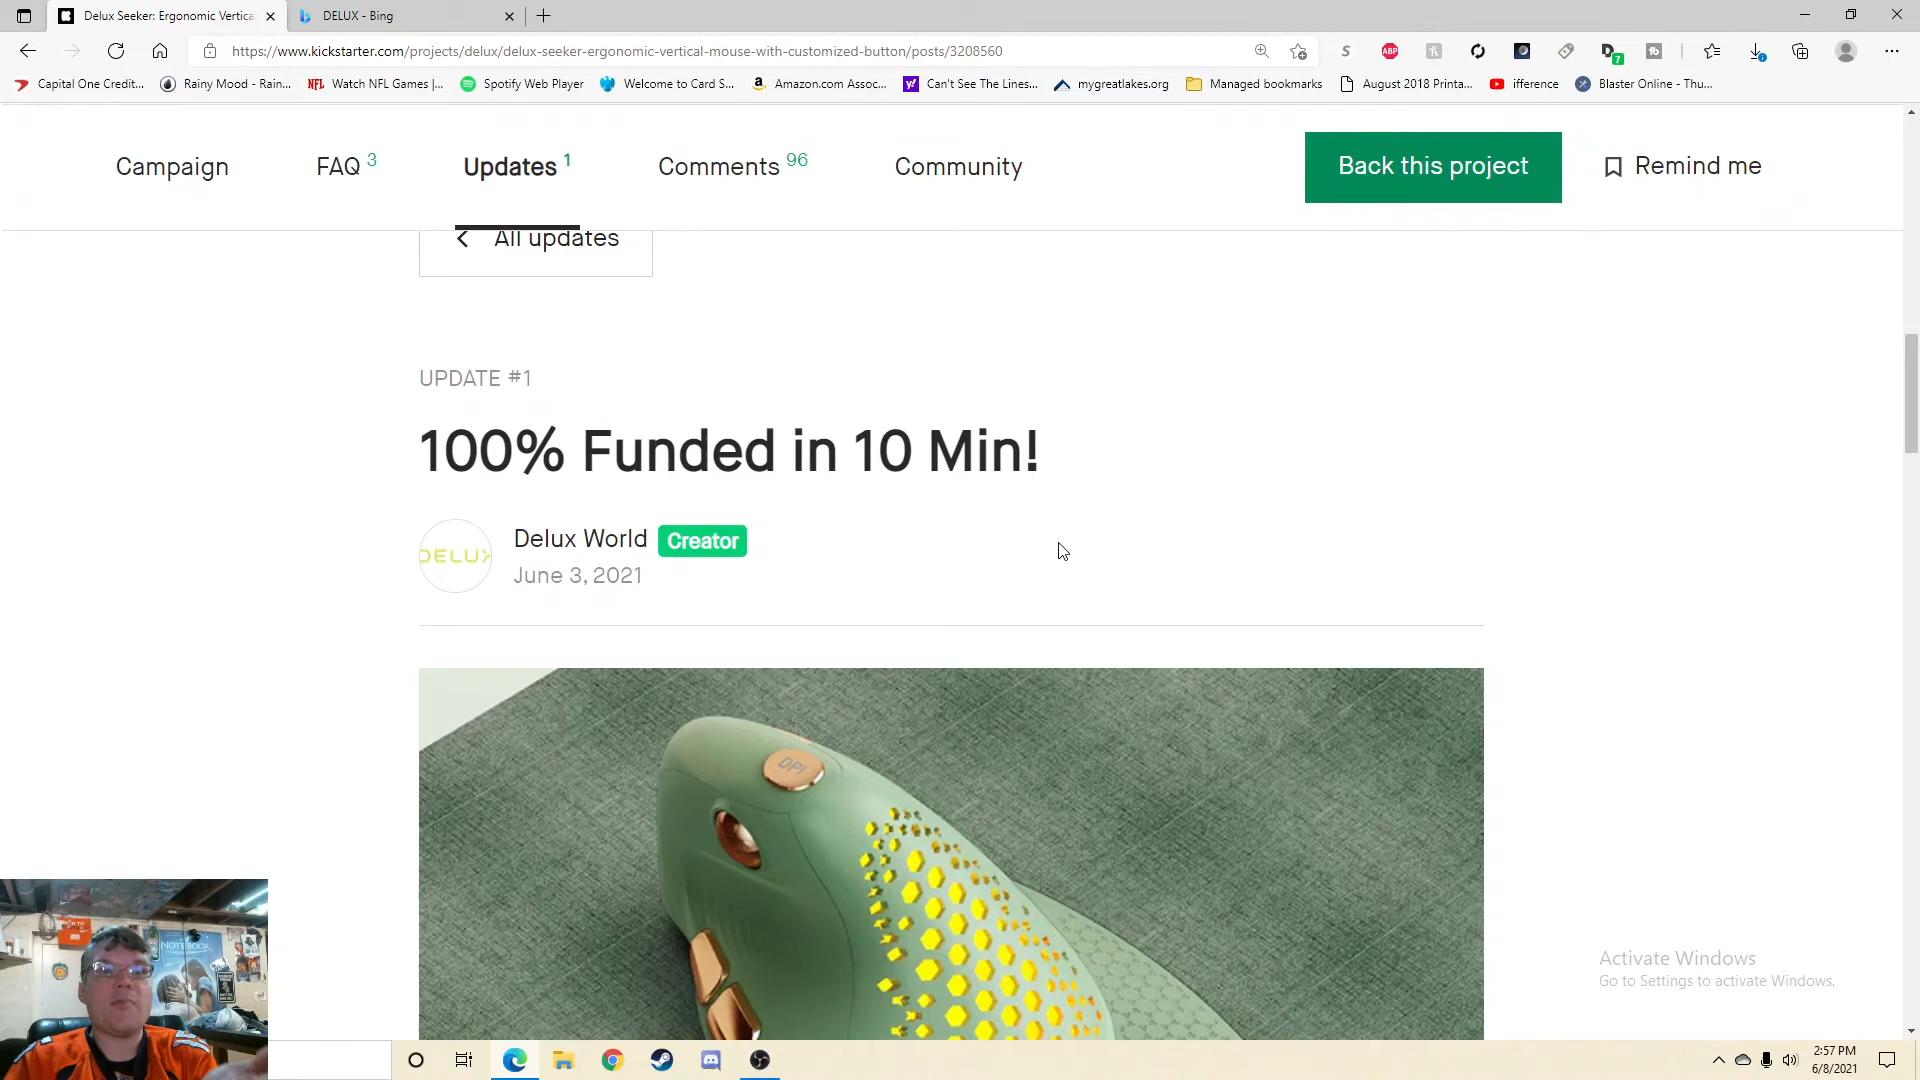 Delux Seeker: Ergonomic Vertica
DELUX - Bing
https://www.kickstarter.com/projects/delux/delux-seeker-ergonomic-vertical-mouse-with-customized-button/posts/3208560
S
ABP
7
Capital One Credit...
Rainy Mood - Rain...
NFL
Watch NFL Games |...
Spotify Web Player
Welcome to Card S...
Amazon.com Assoc...
Can't See The Lines...
mygreatlakes.org
Managed bookmarks
August 2018 Printa...
ifference
Blaster Online - Thu...
Campaign
FAQ 3
Updates 1
Comments 96
Community
Back this project
Remind me
All updates
UPDATE #1
100% Funded in 10 Min!
DELUX
Delux World
Creator
June 3, 2021
DPI
NOTEBOOK
Activate Windows
Go to Settings to activate Windows.
2:57 PM
6/8/2021